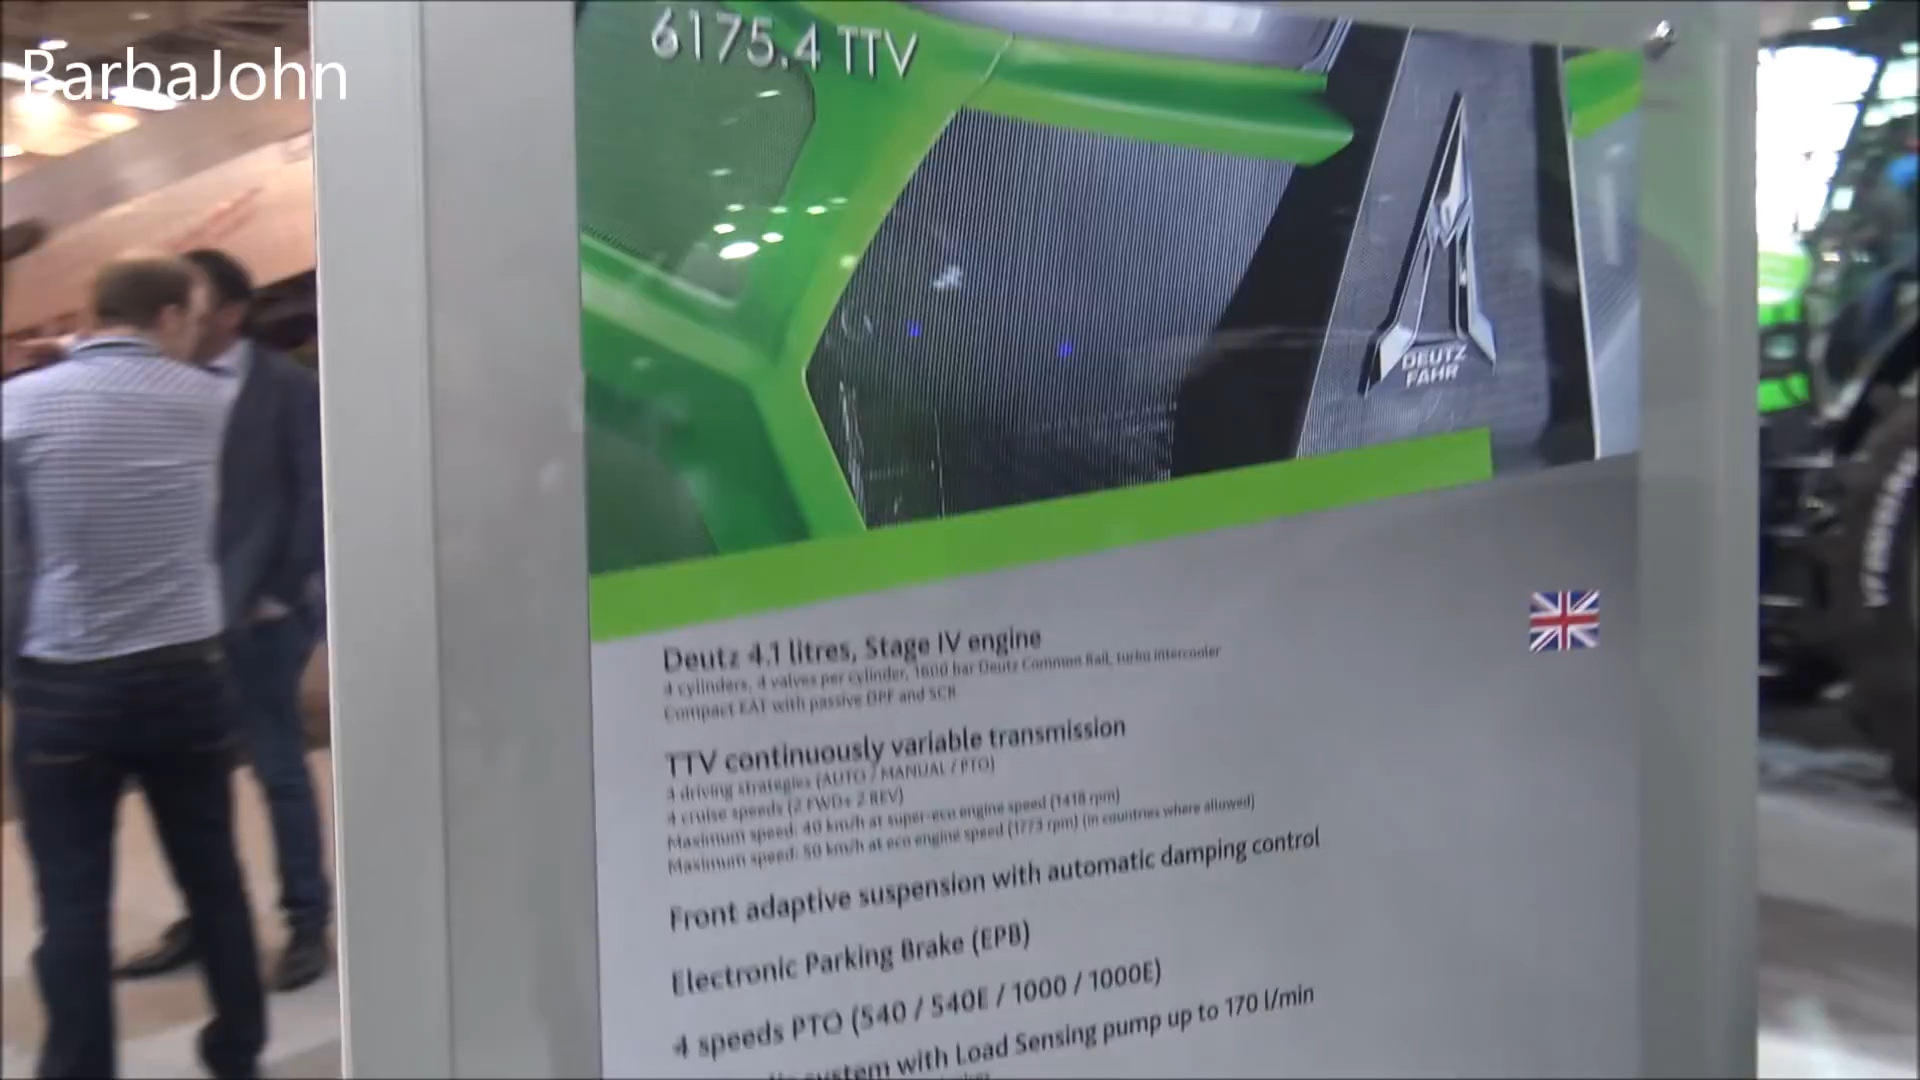 BarbaJohn
6175.4 TTV
DEUTZ
FAHR
Deutz 4.1 litres, Stage IV engine
4 cylinders, 4 valves per cylinder, 1600 bar Deutz Common Rail, turbo intercooler
Compact EAT with passive DPF and SCR
TTV continuously variable transmission
3 driving strategies (AUTO / MANUAL / PTO)
4 cruise speeds (2 FWD+ 2 REV)
Maximum speed: 40 km/h at super-eco engine speed (1418 rpm)
Maximum speed: 50 km/h at eco engine speed (1773 rpm) (in countries where allowed)
Front adaptive suspension with automatic damping control
Electronic Parking Brake (EPB)
4 speeds PTO (540 / 540E / 1000 / 1000E)
system with Load Sensing pump up to 170 l/min